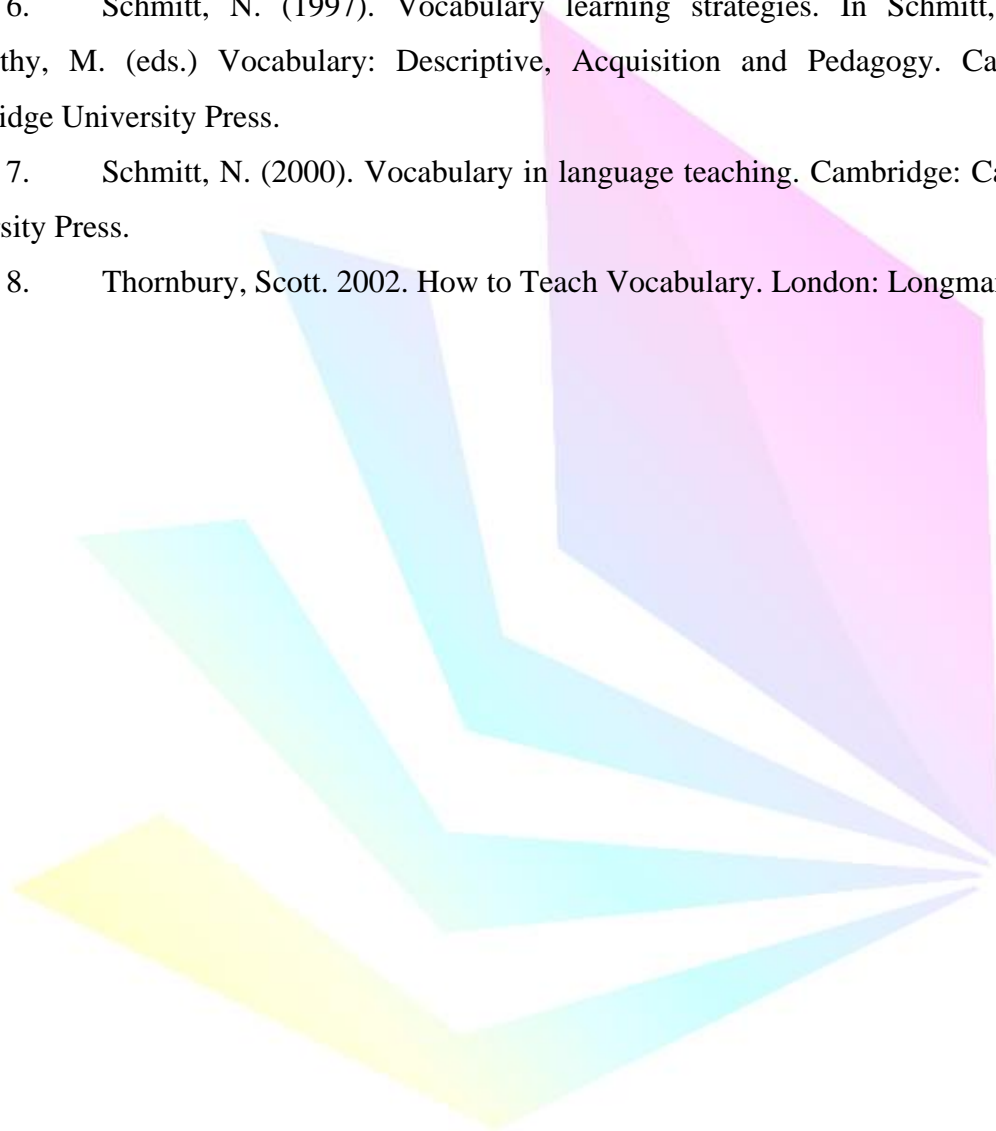 6. Schmitt, N. (1997). Vocabulary learning strategies. In Schmitt,
thy, M. (eds.) Vocabulary: Descriptive, Acquisition and Pedagogy. Ca
idge University Press.
7. Schmitt, N. (2000). Vocabulary in language teaching. Cambridge: Ca
sity Press.
8. Thornbury, Scott. 2002. How to Teach Vocabulary. London: Longma